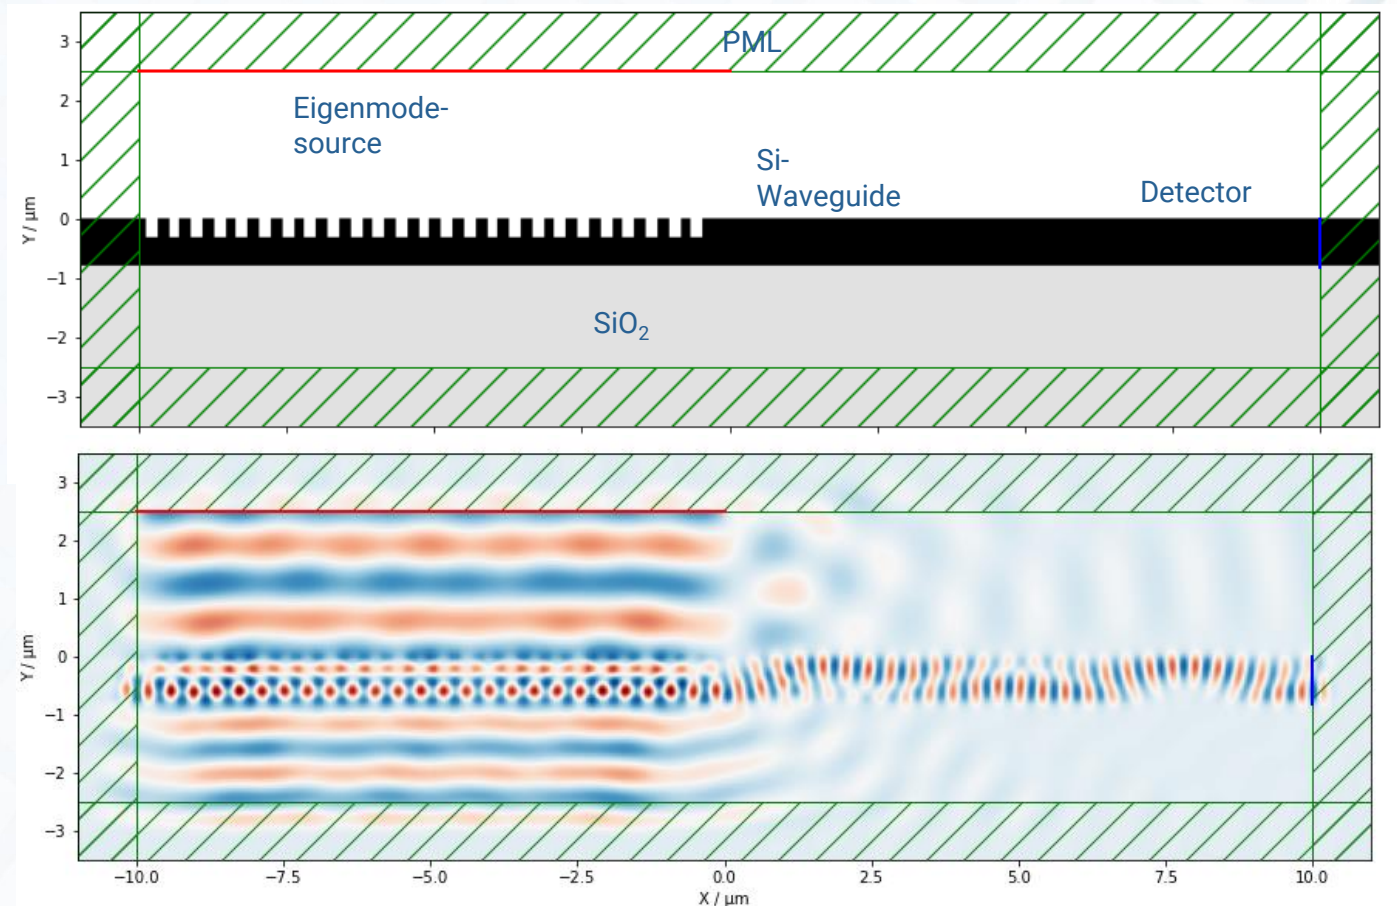 PML
3
Eigenmode-
source
2
Si-
Waveguide
1
Detector
0
Y / µm
−1
SiO₂
−2
−3
3
2
1
0
Y / µm
−1
−2
−3
−10.0 −7.5 −5.0 −2.5 0.0 2.5 5.0 7.5 10.0
X / µm